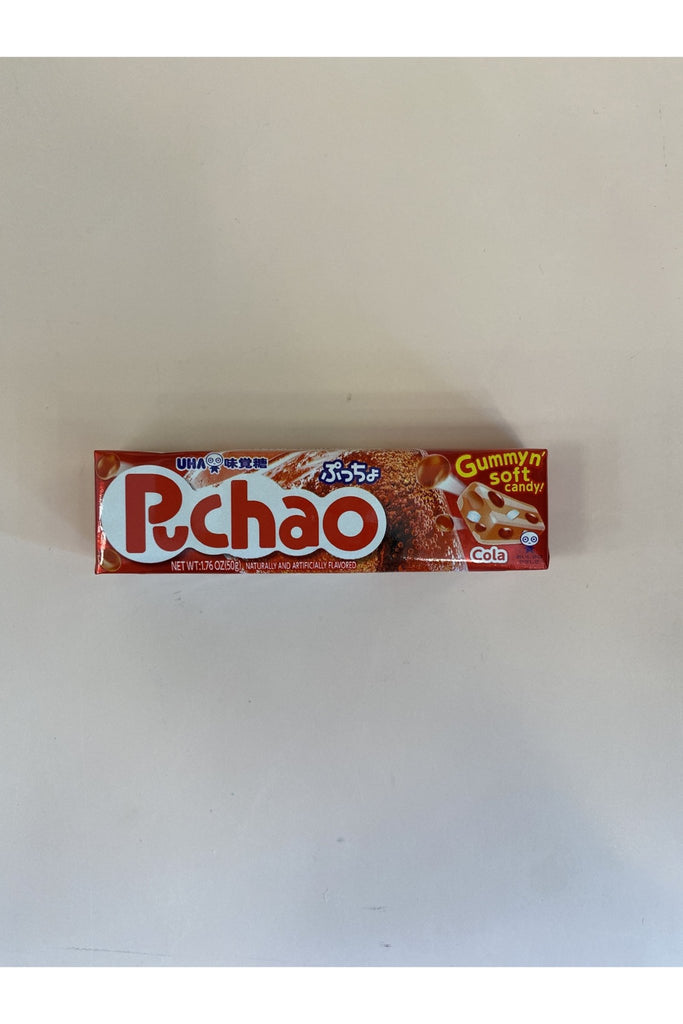 UHA味覚糖
ぷっちょ
Puchao
NET WT:1.76 OZ(50g), NATURALLY AND ARTIFICIALLY FLAVORED
Gummy n'
soft
candy!
Cola